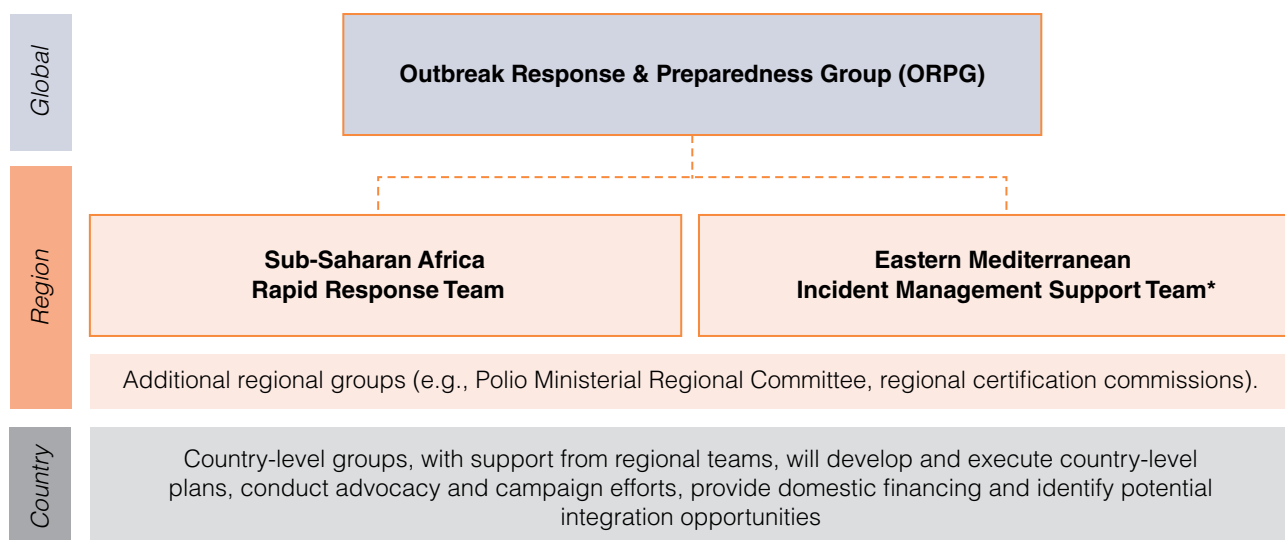 Global
Outbreak Response & Preparedness Group (ORPG)
Region
Sub-Saharan Africa
Rapid Response Team
Eastern Mediterranean
Incident Management Support Team*
Additional regional groups (e.g., Polio Ministerial Regional Committee, regional certification commissions).
Country
Country-level groups, with support from regional teams, will develop and execute country-level
plans, conduct advocacy and campaign efforts, provide domestic financing and identify potential
integration opportunities